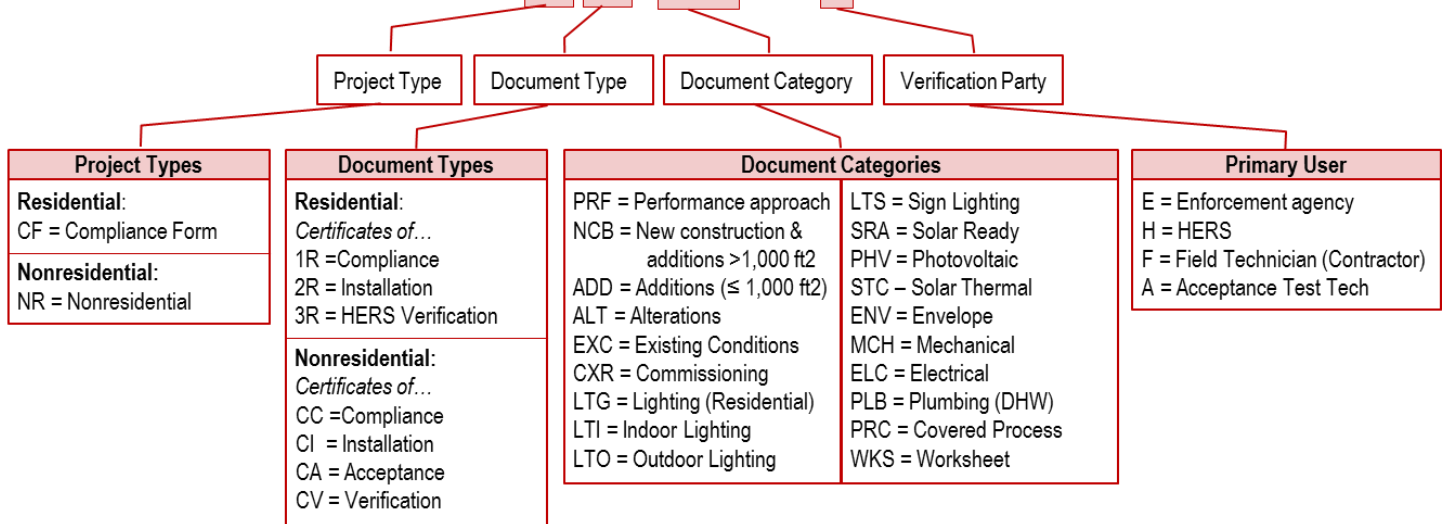 Project Type
Document Type
Document Category
Verification Party
Project Types
Residential:
CF = Compliance Form
Nonresidential:
NR = Nonresidential
Document Types
Residential:
Certificates of…
1R =Compliance
2R = Installation
3R = HERS Verification
Nonresidential:
Certificates of…
CC =Compliance
CI = Installation
CA = Acceptance
CV = Verification
Document Categories
PRF = Performance approach
NCB = New construction &
additions >1,000 ft2
ADD = Additions (≤ 1,000 ft2)
ALT = Alterations
EXC = Existing Conditions
CXR = Commissioning
LTG = Lighting (Residential)
LTI = Indoor Lighting
LTO = Outdoor Lighting
LTS = Sign Lighting
SRA = Solar Ready
PHV = Photovoltaic
STC – Solar Thermal
ENV = Envelope
MCH = Mechanical
ELC = Electrical
PLB = Plumbing (DHW)
PRC = Covered Process
WKS = Worksheet
Primary User
E = Enforcement agency
H = HERS
F = Field Technician (Contractor)
A = Acceptance Test Tech